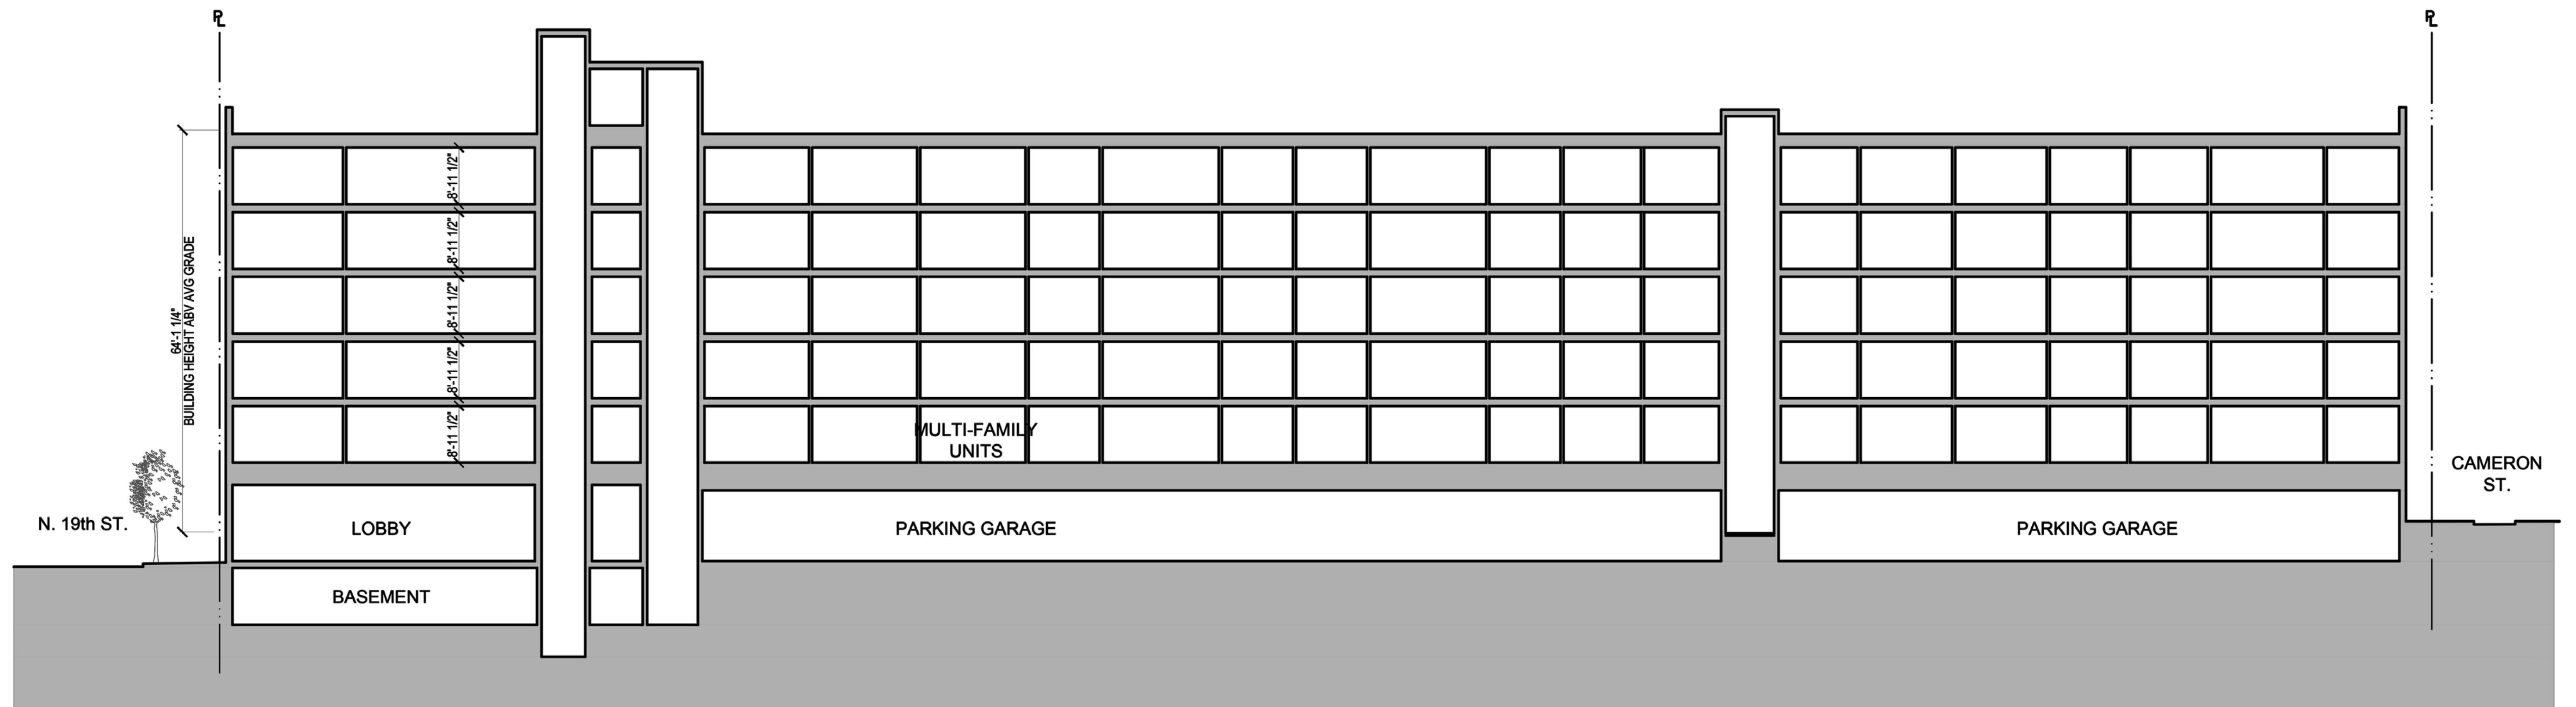 PL
PL
8'-11 1/2"
8'-11 1/2"
8'-11 1/2"
8'-11 1/2"
8'-11 1/2"
64'-1 1/4"
BUILDING HEIGHT ABV AVG GRADE
MULTI-FAMILY
UNITS
CAMERON
ST.
N. 19th ST.
LOBBY
PARKING GARAGE
PARKING GARAGE
BASEMENT